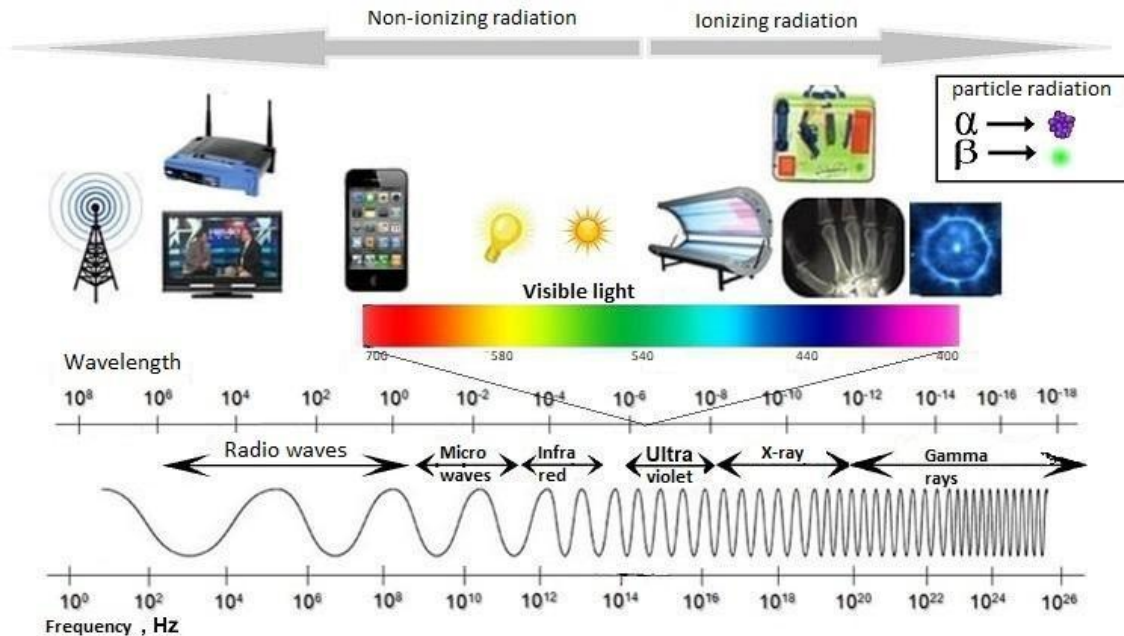 Non-ionizing radiation
Ionizing radiation
particle radiation
α
β
Visible light
700 580 540 440 400
Wavelength
10⁸ 10⁶ 10⁴ 10² 10⁰ 10⁻² 10⁻⁴ 10⁻⁶ 10⁻⁸ 10⁻¹⁰ 10⁻¹² 10⁻¹⁴ 10⁻¹⁶ 10⁻¹⁸
Radio waves
Micro
waves
Infra
red
Ultra
violet
X-ray
Gamma
rays
10⁰ 10² 10⁴ 10⁶ 10⁸ 10¹⁰ 10¹² 10¹⁴ 10¹⁶ 10¹⁸ 10²⁰ 10²² 10²⁴ 10²⁶
Frequency , Hz